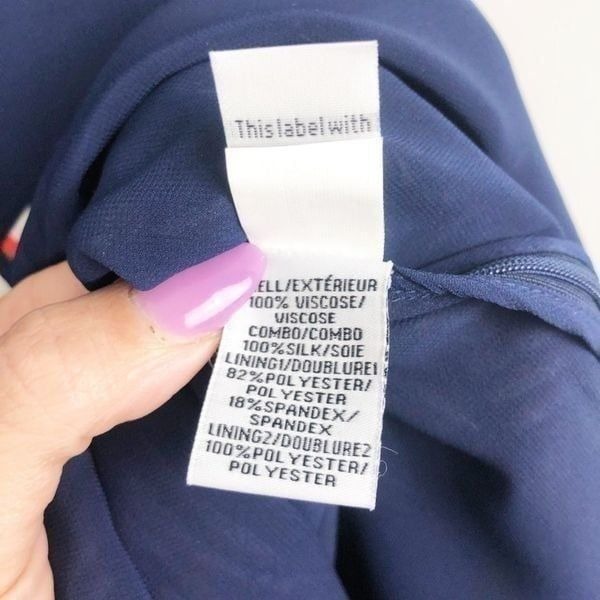 This label with
ELL/EXTÉRIEUR
100% VISCOSE/
VISCOSE
COMBO/COMBO
100%SILK/SOIE
LINING1/DOUBLURE1
82%POLYESTER/
POLYESTER
18%SPANDEX/
SPANDEX
LINING2/DOUBLURE2
100%POLYESTER/
POLYESTER